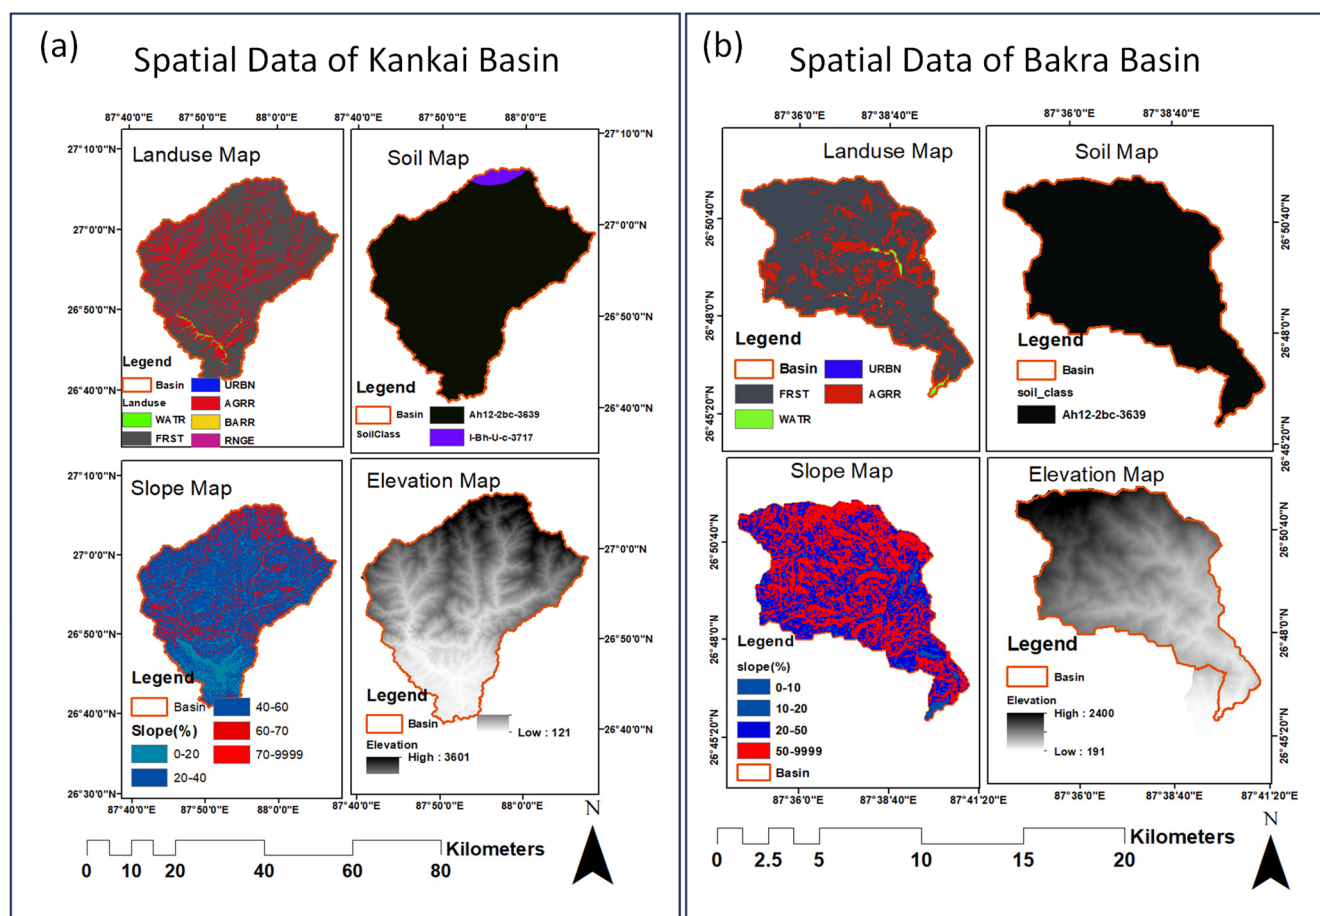 (a)
Spatial Data of Kankai Basin
87°40'0"E 87°50'0"E 88°0'0"E
87°40'0"E 87°50'0"E 88°0'0"E
27°10'0"N
27°0'0"N
26°50'0"N
26°40'0"N
Landuse Map
Legend
Basin
Landuse
WATR
FRST
URBN
AGRR
BARR
RNGE
Soil Map
Legend
Basin
SoilClass
Ah12-2bc-3639
I-Bh-U-c-3717
27°10'0"N
27°0'0"N
26°50'0"N
26°40'0"N
27°10'0"N
27°0'0"N
26°50'0"N
26°40'0"N
26°30'0"N
Slope Map
Legend
Basin
Slope(%)
0-20
20-40
40-60
60-70
70-9999
Elevation Map
Legend
Basin
Elevation
High : 3601
Low : 121
27°0'0"N
26°50'0"N
26°40'0"N
87°40'0"E 87°50'0"E 88°0'0"E
87°40'0"E 87°50'0"E 88°0'0"E
N
Kilometers
0 10 20 40 60 80
(b)
Spatial Data of Bakra Basin
87°36'0"E 87°38'40"E
87°36'0"E 87°38'40"E
26°50'40"N
26°48'0"N
26°45'20"N
Landuse Map
Legend
Basin
FRST
WATR
URBN
AGRR
Soil Map
Legend
Basin
soil_class
Ah12-2bc-3639
26°50'40"N
26°48'0"N
26°45'20"N
26°50'40"N
26°48'0"N
26°45'20"N
Slope Map
Legend
slope(%)
0-10
10-20
20-50
50-9999
Basin
Elevation Map
Legend
Basin
Elevation
High : 2400
Low : 191
26°50'40"N
26°48'0"N
26°45'20"N
87°36'0"E 87°38'40"E 87°41'20"E
87°36'0"E 87°38'40"E 87°41'20"E
N
Kilometers
0 2.5 5 10 15 20